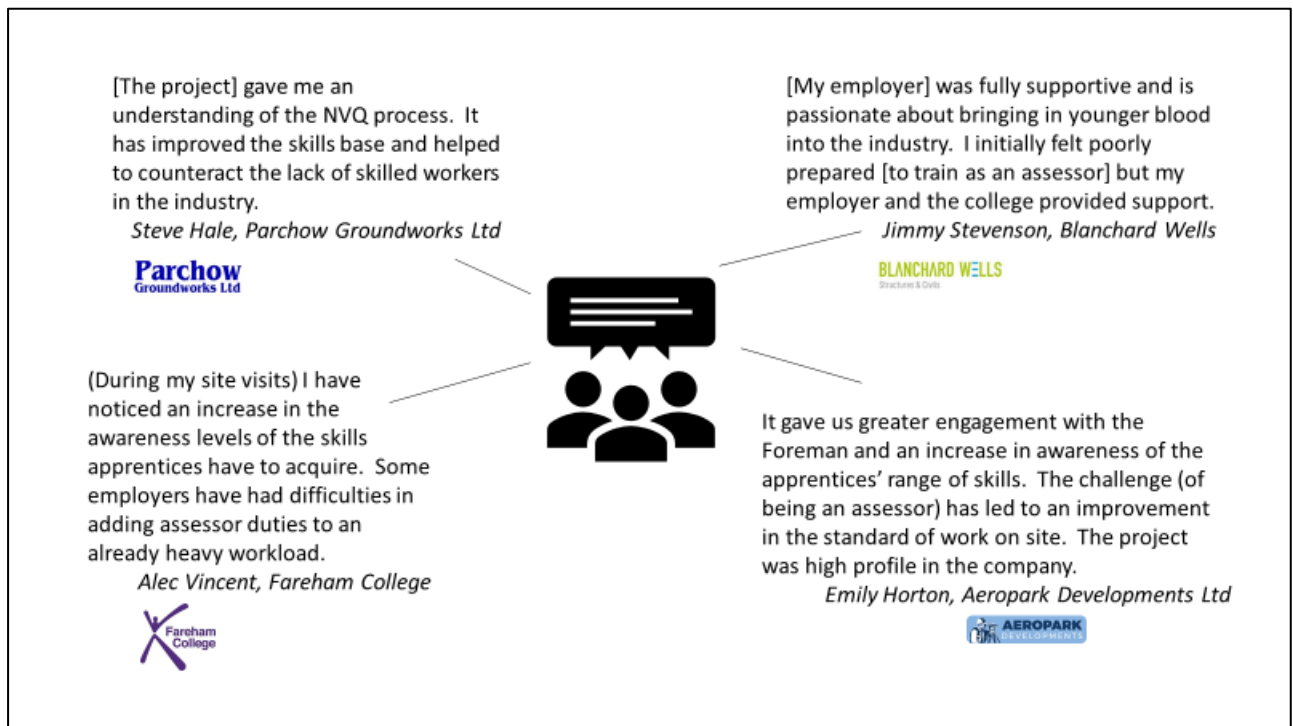 [The project] gave me an
understanding of the NVQ process.  It
has improved the skills base and helped
to counteract the lack of skilled workers
in the industry.
Steve Hale, Parchow Groundworks Ltd
Parchow
Groundworks Ltd
[My employer] was fully supportive and is
passionate about bringing in younger blood
into the industry.  I initially felt poorly
prepared [to train as an assessor] but my
employer and the college provided support.
Jimmy Stevenson, Blanchard Wells
BLANCHARD WELLS
Structures & Civils
(During my site visits) I have
noticed an increase in the
awareness levels of the skills
apprentices have to acquire.  Some
employers have had difficulties in
adding assessor duties to an
already heavy workload.
Alec Vincent, Fareham College
Fareham
College
It gave us greater engagement with the
Foreman and an increase in awareness of the
apprentices’ range of skills.  The challenge (of
being an assessor) has led to an improvement
in the standard of work on site.  The project
was high profile in the company.
Emily Horton, Aeropark Developments Ltd
AEROPARK
DEVELOPMENTS